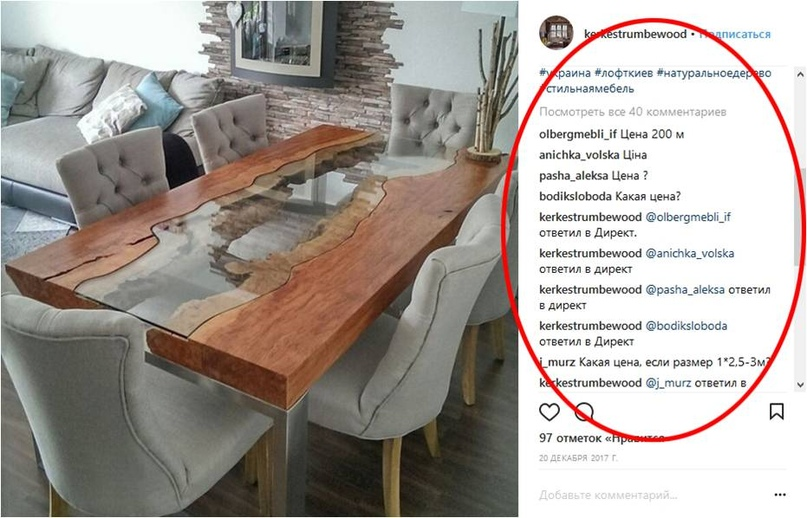 kerkestrumbewood • Подписаться
#украина #лофткиев #натуральноедерево
#стильнаямебель
Посмотреть все 40 комментариев
olbergmebli_if Цена 200 м
anichka_volska Ціна
pasha_aleksa Цена ?
bodiksloboda Какая цена?
kerkestrumbewood @olbergmebli_if
ответил в Директ.
kerkestrumbewood @anichka_volska
ответил в директ
kerkestrumbewood @pasha_aleksa ответил
в директ
kerkestrumbewood @bodiksloboda
ответил в Директ
j_murz Какая цена, если размер 1*2,5-3м?
kerkestrumbewood @j_murz ответил в
97 отметок «Нравится»
20 ДЕКАБРЯ 2017 Г.
Добавьте комментарий...